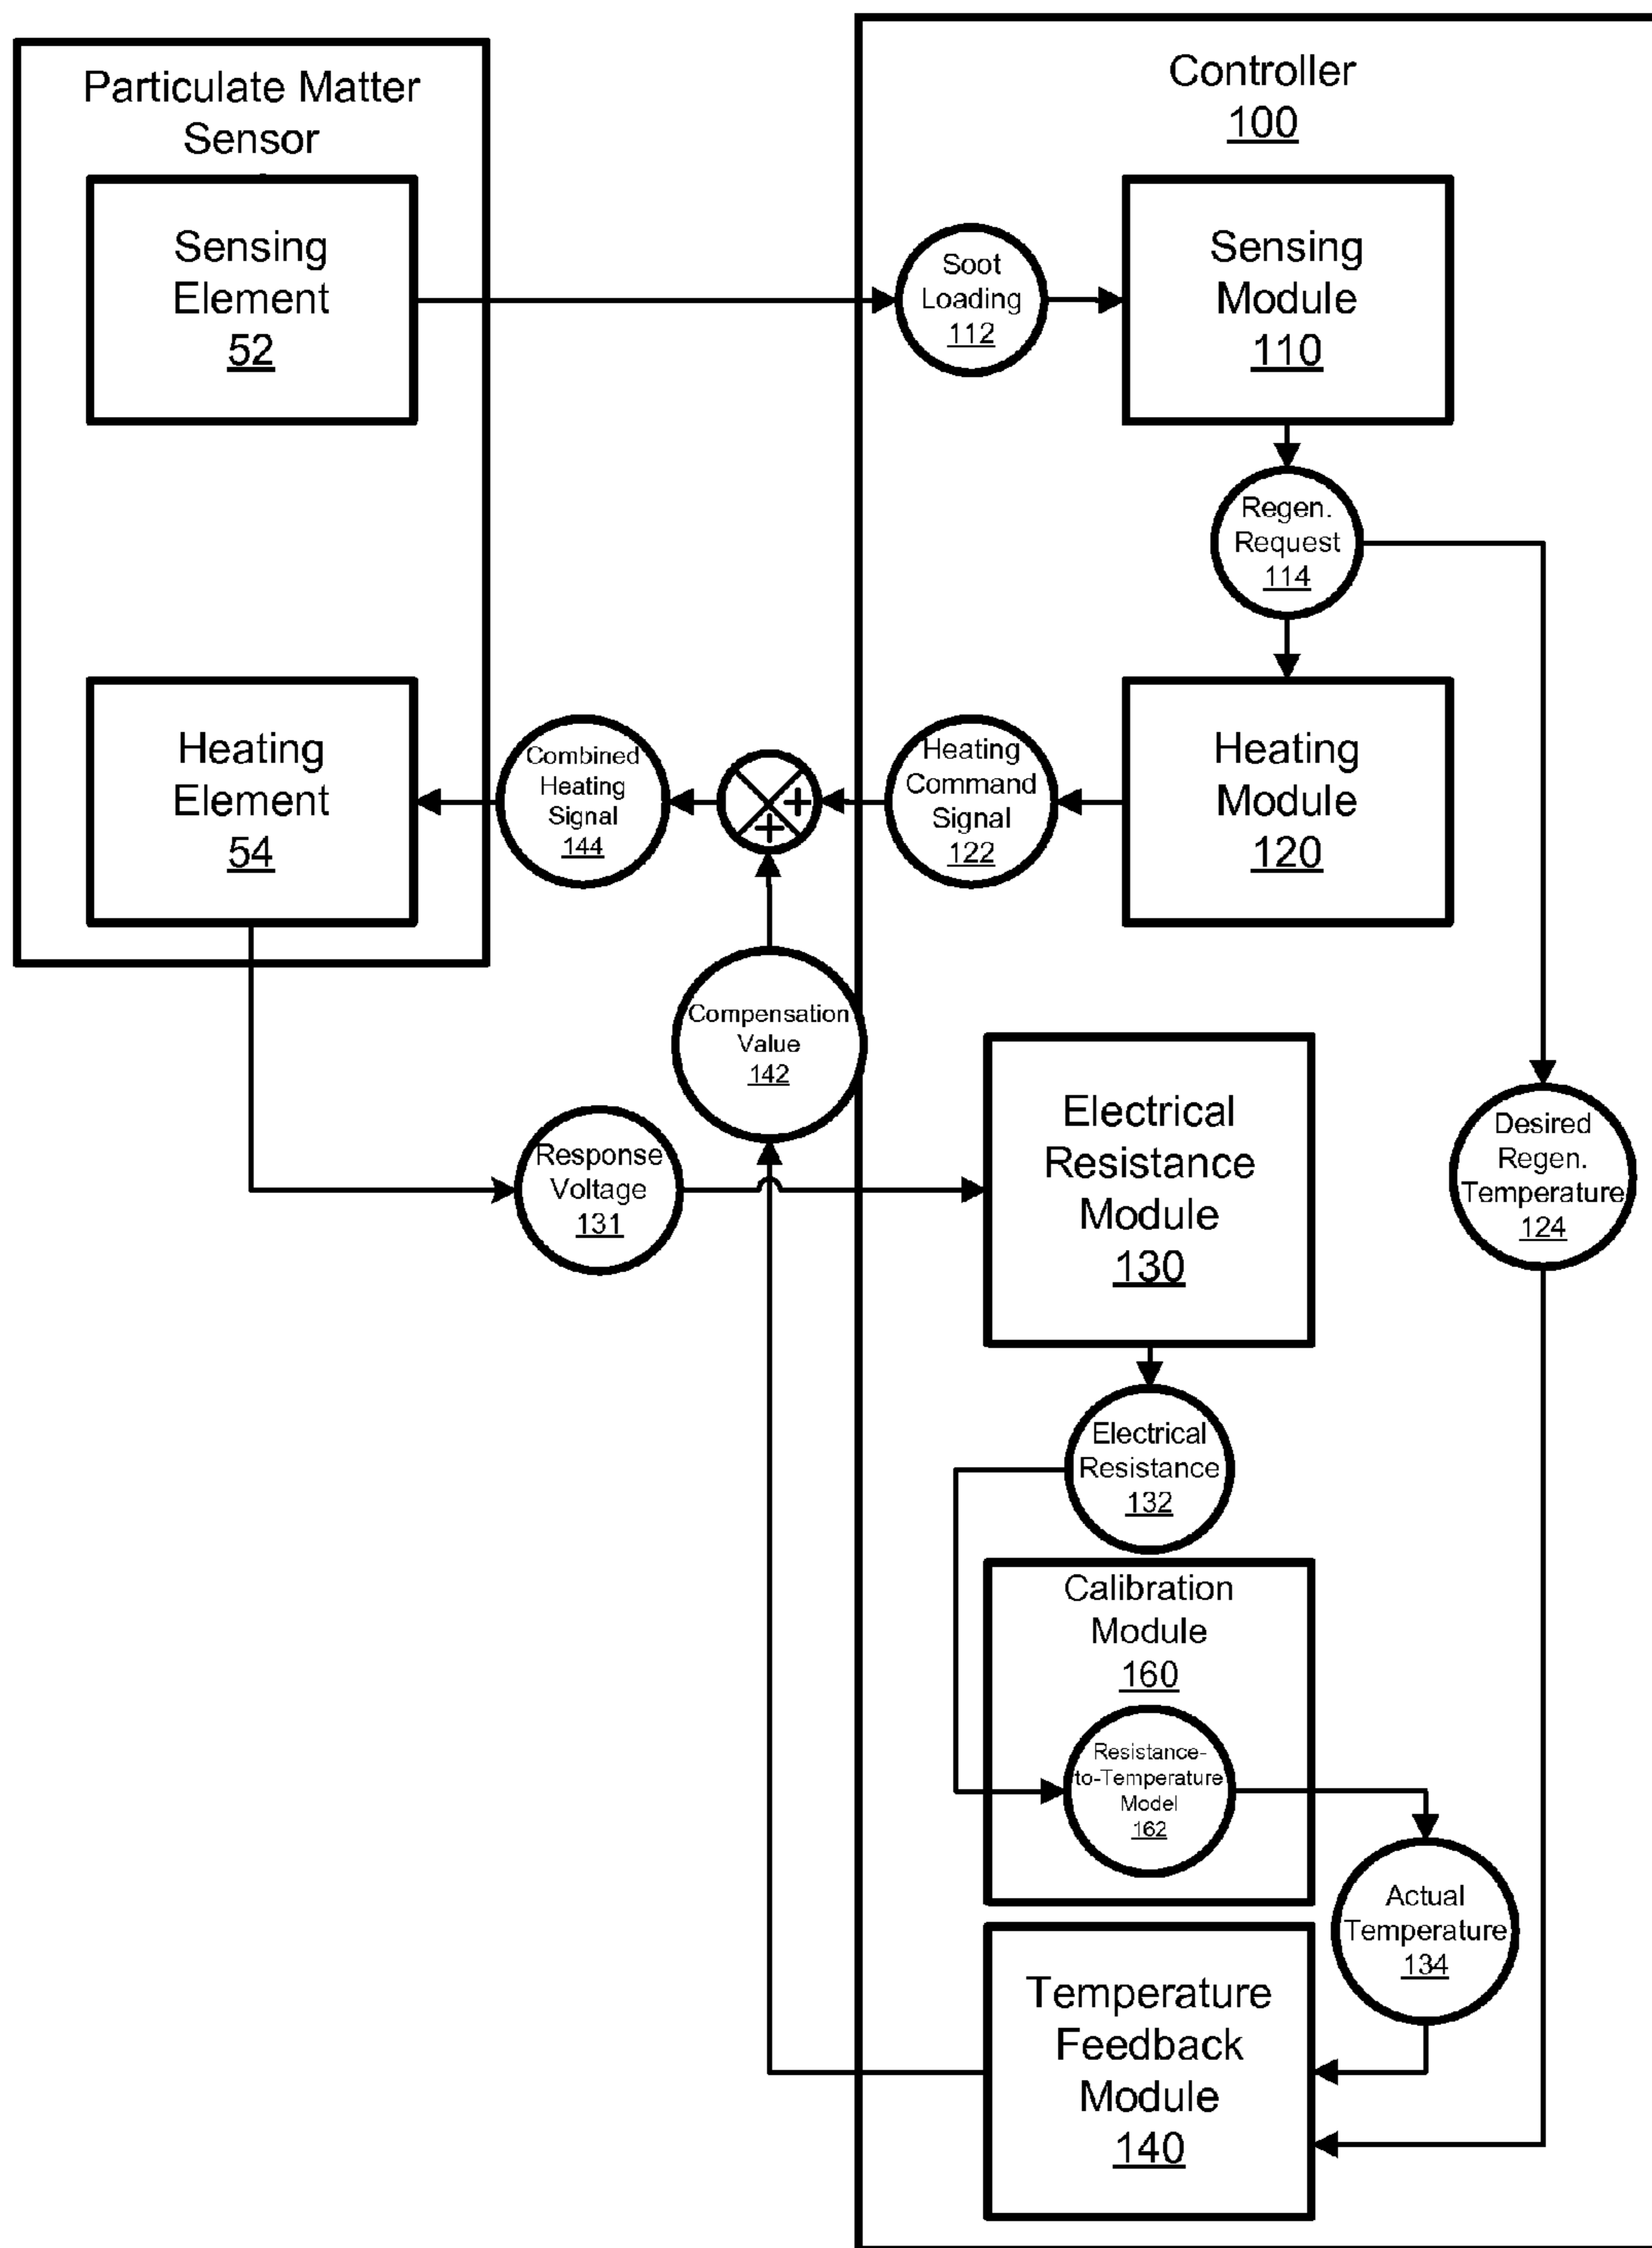 Particulate Matter
Sensor
Sensing
Element
52
Heating
Element
54
Controller
100
Soot
Loading
112
Sensing
Module
110
Regen.
Request
114
Heating
Module
120
Heating
Command
Signal
122
+
+
Combined
Heating
Signal
144
Compensation
Value
142
Response
Voltage
131
Electrical
Resistance
Module
130
Desired
Regen.
Temperature
124
Electrical
Resistance
132
Calibration
Module
160
Resistance-
to-Temperature
Model
162
Actual
Temperature
134
Temperature
Feedback
Module
140